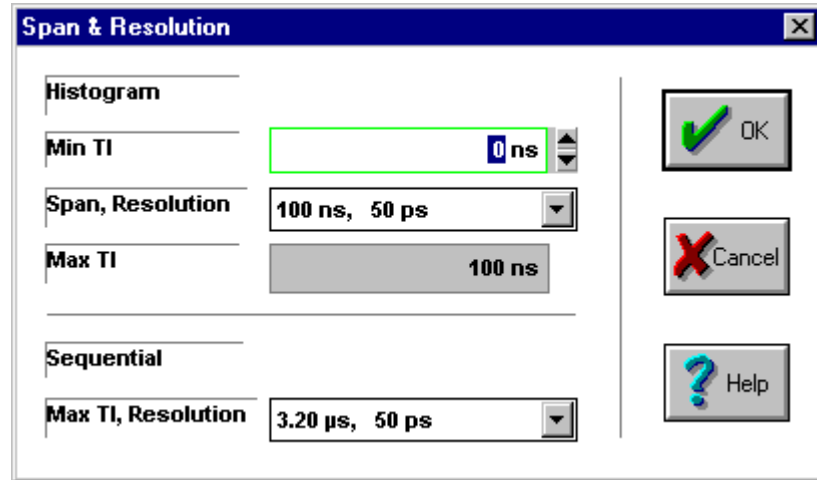 Span & Resolution
Histogram
Min TI 0 ns
Span, Resolution 100 ns, 50 ps
Max TI 100 ns
Sequential
Max TI, Resolution 3.20 µs, 50 ps
OK
Cancel
Help